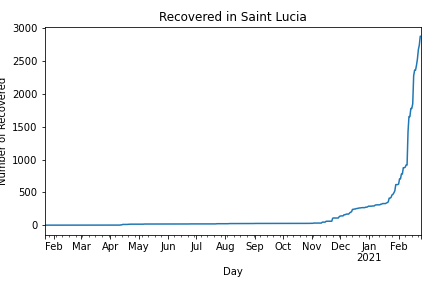 Recovered in Saint Lucia
Number of Recovered
3000
2500
2000
1500
1000
500
0
Feb Mar Apr May Jun Jul Aug Sep Oct Nov Dec Jan Feb
2021
Day